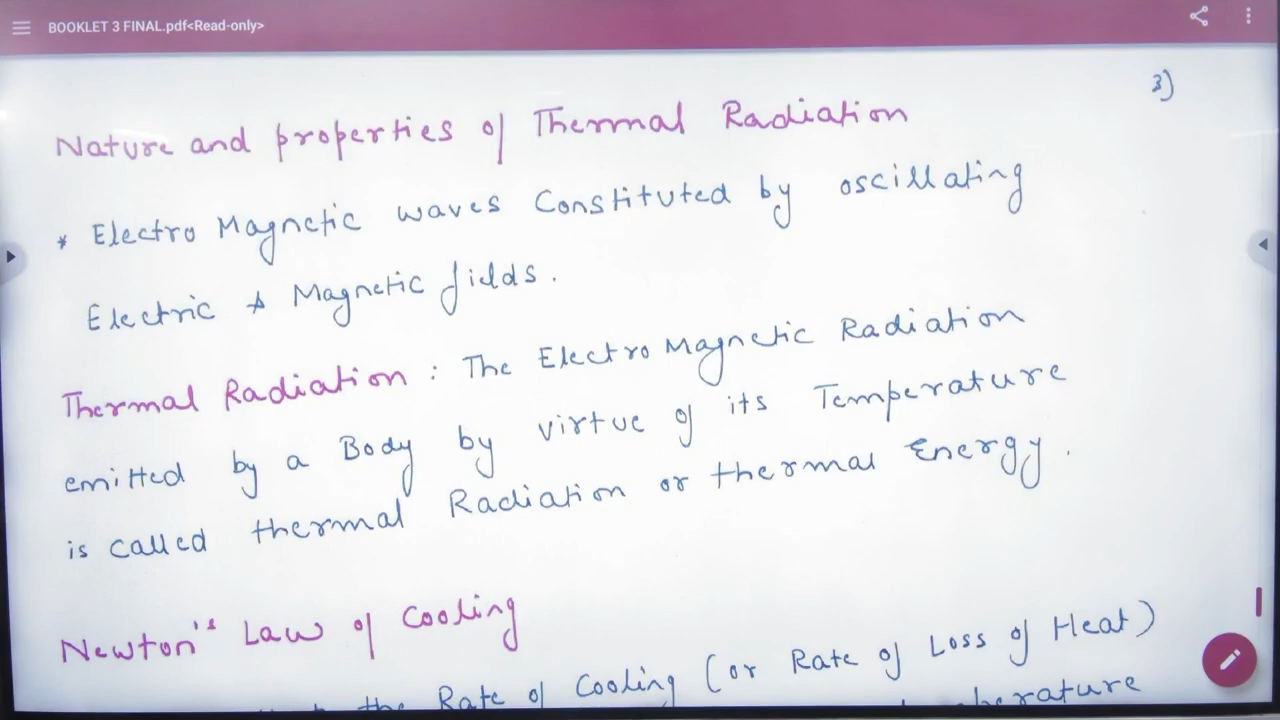 BOOKLET 3 FINAL.pdf<Read-only>
3)
Nature and properties of Thermal Radiation
* Electro Magnetic waves Constituted by oscillating
Electric & Magnetic fields.
Thermal Radiation : The Electro Magnetic Radiation
emitted by a Body by virtue of its Temperature
is called thermal Radiation or thermal Energy.
Newton's Law of Cooling
the Rate of Cooling (or Rate of Loss of Heat)